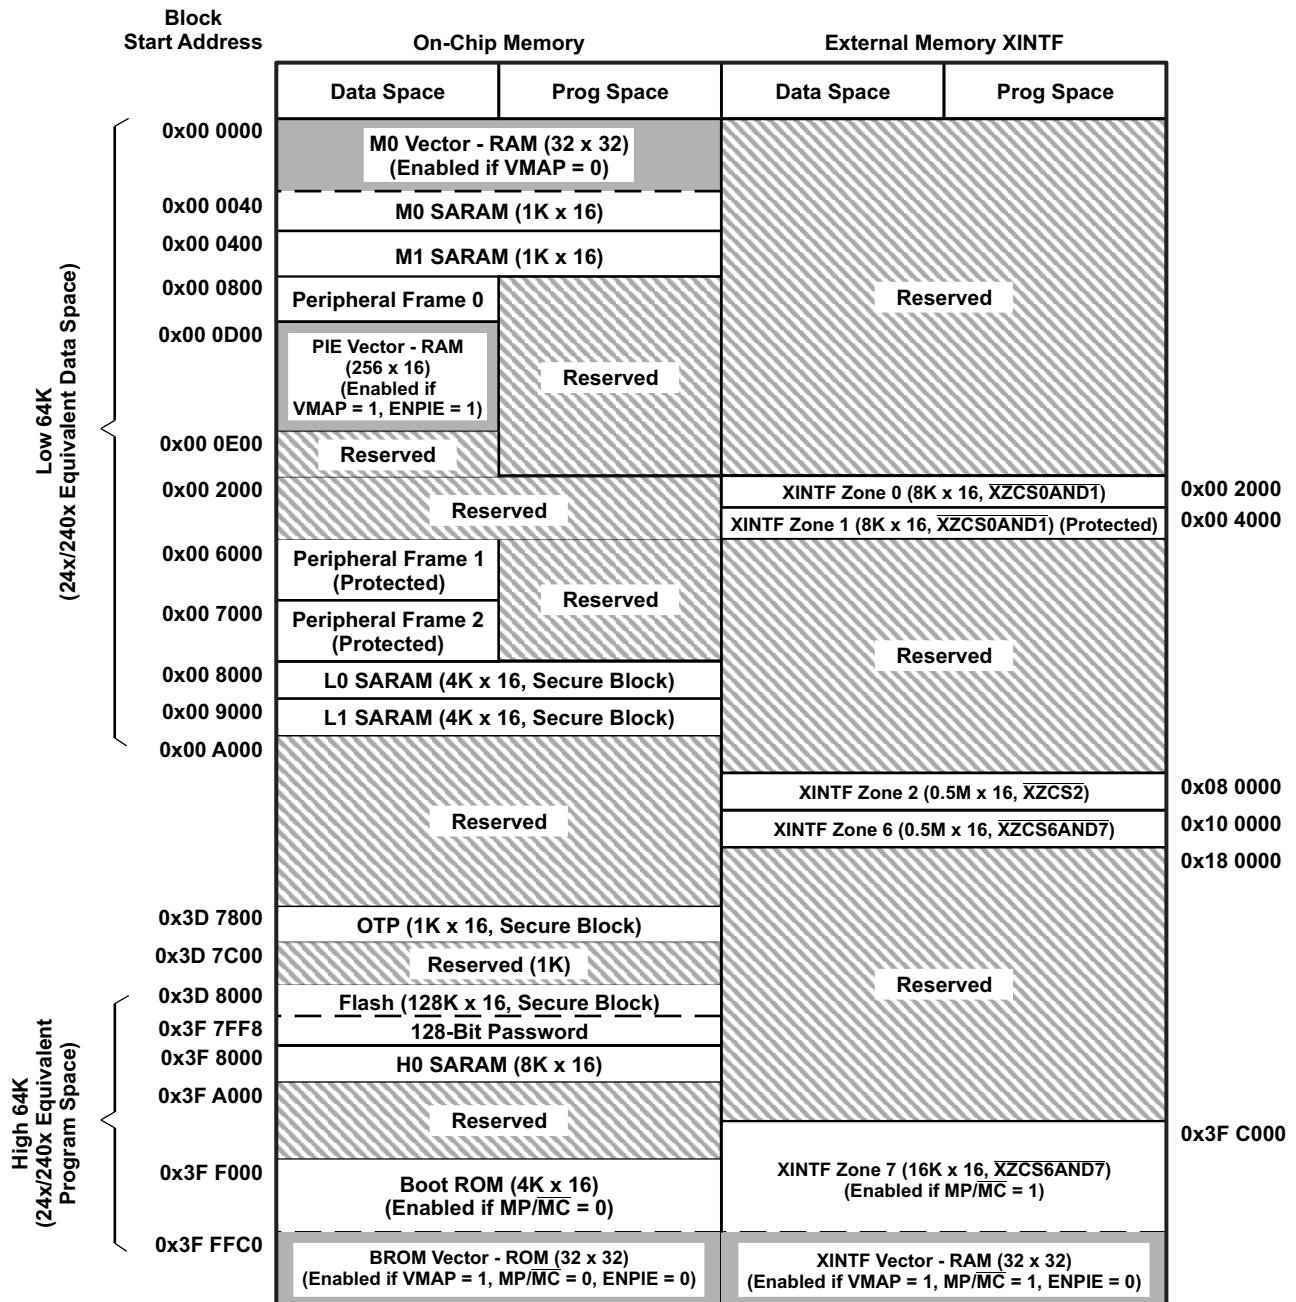 Block
Start Address
On-Chip Memory
External Memory XINTF
Data Space
Prog Space
Data Space
Prog Space
Low 64K
(24x/240x Equivalent Data Space)
0x00 0000
M0 Vector - RAM (32 x 32)
(Enabled if VMAP = 0)
0x00 0040
M0 SARAM (1K x 16)
0x00 0400
M1 SARAM (1K x 16)
0x00 0800
Peripheral Frame 0
Reserved
0x00 0D00
PIE Vector - RAM
(256 x 16)
(Enabled if
VMAP = 1, ENPIE = 1)
Reserved
0x00 0E00
Reserved
0x00 2000
Reserved
XINTF Zone 0 (8K x 16, XZCS0AND1)
0x00 2000
XINTF Zone 1 (8K x 16, XZCS0AND1) (Protected)
0x00 4000
0x00 6000
Peripheral Frame 1
(Protected)
Reserved
0x00 7000
Peripheral Frame 2
(Protected)
Reserved
0x00 8000
L0 SARAM (4K x 16, Secure Block)
0x00 9000
L1 SARAM (4K x 16, Secure Block)
0x00 A000
Reserved
XINTF Zone 2 (0.5M x 16, XZCS2)
0x08 0000
XINTF Zone 6 (0.5M x 16, XZCS6AND7)
0x10 0000
0x18 0000
0x3D 7800
OTP (1K x 16, Secure Block)
0x3D 7C00
Reserved (1K)
Reserved
High 64K
(24x/240x Equivalent
Program Space)
0x3D 8000
Flash (128K x 16, Secure Block)
0x3F 7FF8
128-Bit Password
0x3F 8000
H0 SARAM (8K x 16)
0x3F A000
Reserved
0x3F C000
XINTF Zone 7 (16K x 16, XZCS6AND7)
(Enabled if MP/MC = 1)
0x3F F000
Boot ROM (4K x 16)
(Enabled if MP/MC = 0)
0x3F FFC0
BROM Vector - ROM (32 x 32)
(Enabled if VMAP = 1, MP/MC = 0, ENPIE = 0)
XINTF Vector - RAM (32 x 32)
(Enabled if VMAP = 1, MP/MC = 1, ENPIE = 0)